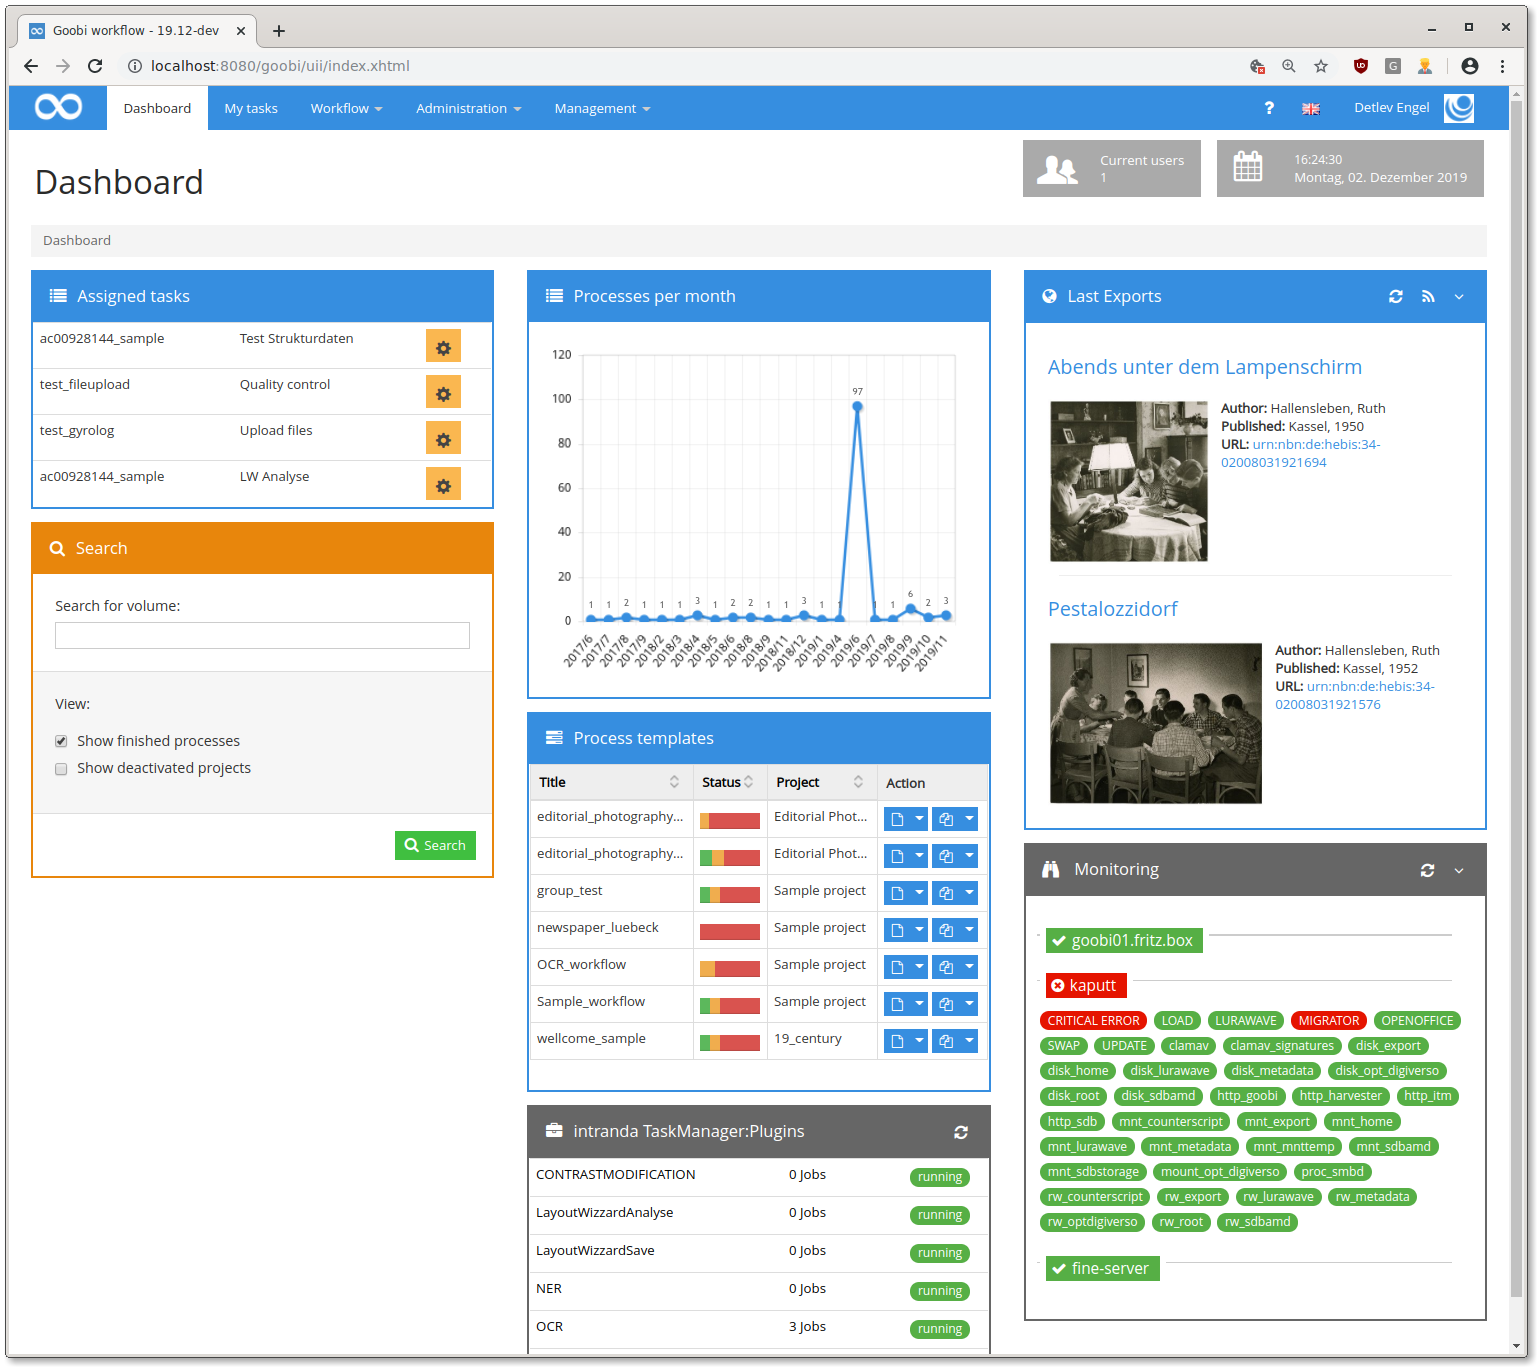 Goobi workflow - 19.12-dev
localhost:8080/goobi/uii/index.xhtml
Dashboard My tasks Workflow Administration Management ? Detlev Engel
Dashboard
Current users
1
16:24:30
Montag, 02. Dezember 2019
Dashboard
Assigned tasks
ac00928144_sample Test Strukturdaten
test_fileupload Quality control
test_gyrolog Upload files
ac00928144_sample LW Analyse
Search
Search for volume:
View:
Show finished processes
Show deactivated projects
Search
Processes per month
120
100
80
60
40
20
0
1 1 2 1 1 1 3 1 2 2 1 1 3 1 1 97 1 1 6 2 3
2017/6 2017/7 2017/8 2017/9 2018/2 2018/3 2018/4 2018/5 2018/6 2018/8 2018/9 2018/11 2018/12 2019/1 2019/4 2019/6 2019/7 2019/8 2019/9 2019/10 2019/11
Process templates
Title Status Project Action
editorial_photography... Editorial Phot...
editorial_photography... Editorial Phot...
group_test Sample project
newspaper_luebeck Sample project
OCR_workflow Sample project
Sample_workflow Sample project
wellcome_sample 19_century
intranda TaskManager:Plugins
CONTRASTMODIFICATION 0 Jobs running
LayoutWizzardAnalyse 0 Jobs running
LayoutWizzardSave 0 Jobs running
NER 0 Jobs running
OCR 3 Jobs running
Last Exports
Abends unter dem Lampenschirm
Author: Hallensleben, Ruth
Published: Kassel, 1950
URL: urn:nbn:de:hebis:34-
02008031921694
Pestalozzidorf
Author: Hallensleben, Ruth
Published: Kassel, 1952
URL: urn:nbn:de:hebis:34-
02008031921576
Monitoring
goobi01.fritz.box
kaputt
CRITICAL ERROR LOAD LURAWAVE MIGRATOR OPENOFFICE
SWAP UPDATE clamav clamav_signatures disk_export
disk_home disk_lurawave disk_metadata disk_opt_digiverso
disk_root disk_sdbamd http_goobi http_harvester http_itm
http_sdb mnt_counterscript mnt_export mnt_home
mnt_lurawave mnt_metadata mnt_mnttemp mnt_sdbamd
mnt_sdbstorage mount_opt_digiverso proc_smbd
rw_counterscript rw_export rw_lurawave rw_metadata
rw_optdigiverso rw_root rw_sdbamd
fine-server